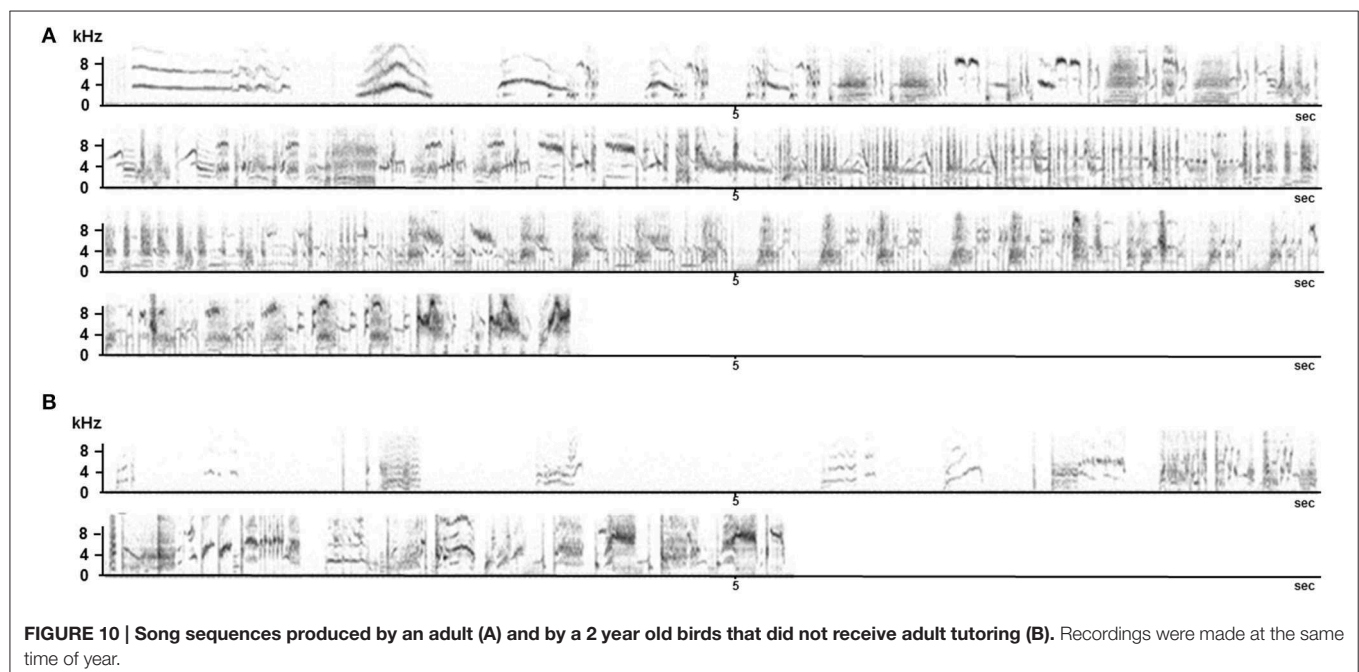 A kHz
8
4
0
5 sec
8
4
0
5 sec
8
4
0
5 sec
8
4
0
5 sec
B
kHz
8
4
0
5 sec
8
4
0
5 sec
FIGURE 10 | Song sequences produced by an adult (A) and by a 2 year old birds that did not receive adult tutoring (B). Recordings were made at the same
time of year.